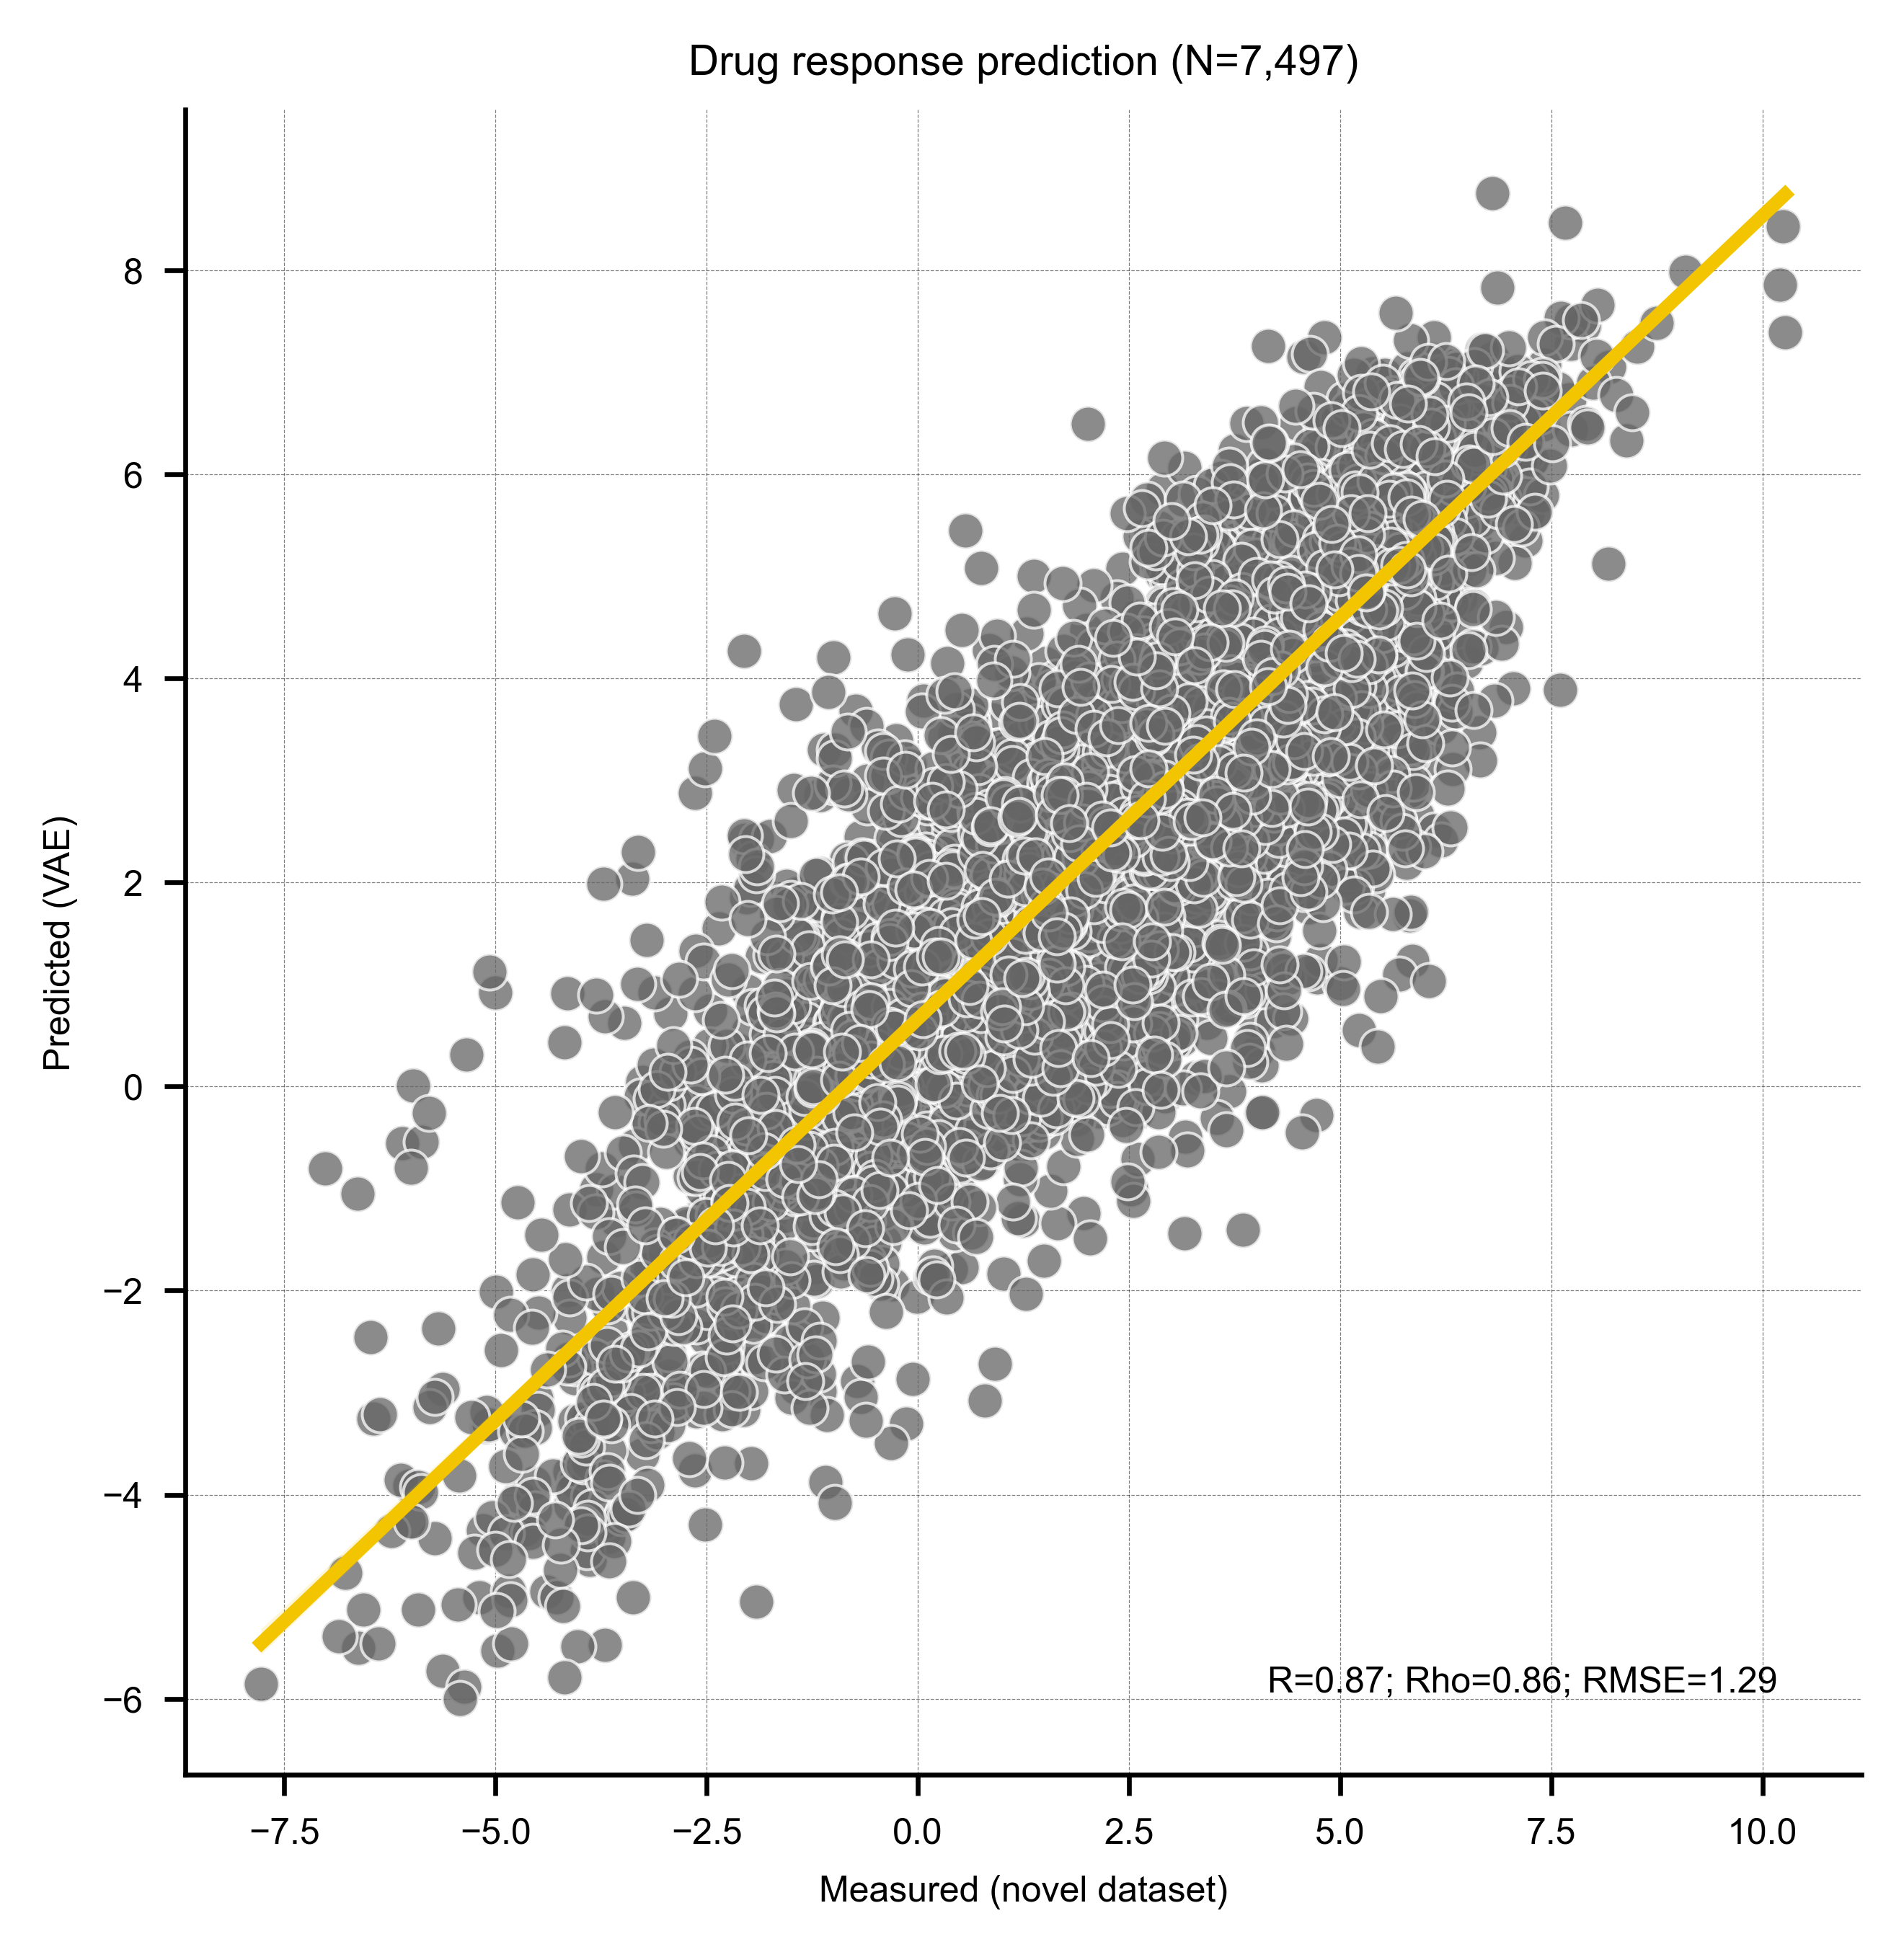 Drug response prediction (N=7,497)
8
6
4
2
0
−2
−4
−6
Predicted (VAE)
R=0.87; Rho=0.86; RMSE=1.29
−7.5 −5.0 −2.5 0.0 2.5 5.0 7.5 10.0
Measured (novel dataset)